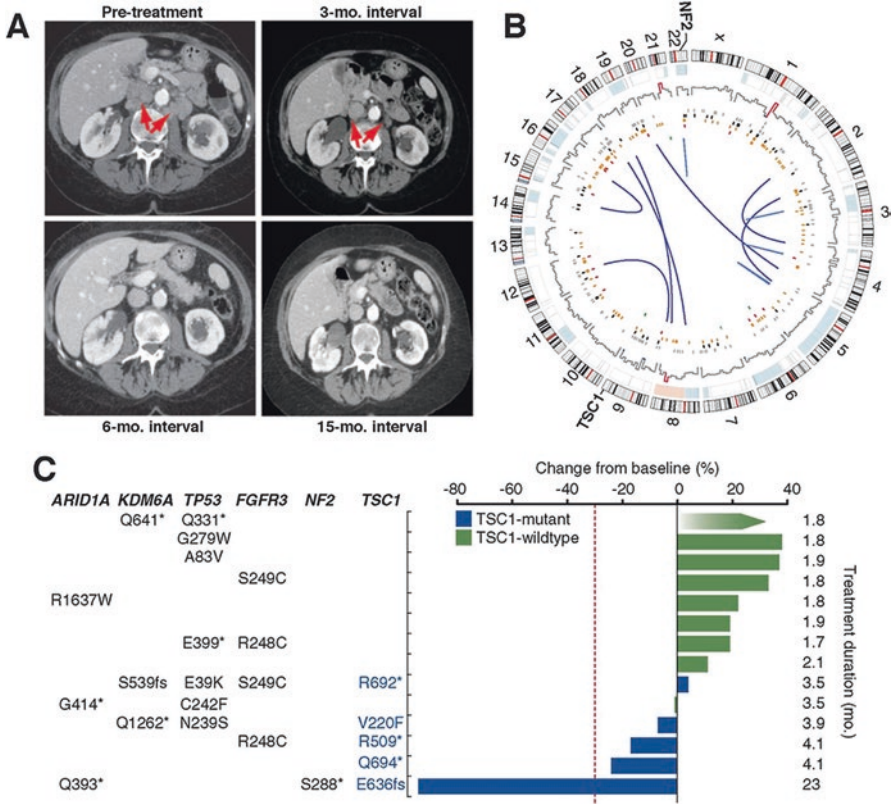 A
Pre-treatment
3-mo. interval
6-mo. interval
15-mo. interval
B
NF2
X
1
2
3
4
5
6
7
8
9
TSC1
10
11
12
13
14
15
16
17
18
19
20
21
22
C
Change from baseline (%)
-80 -60 -40 -20 0 20 40
TSC1-mutant
TSC1-wildtype
ARID1A KDM6A TP53 FGFR3 NF2 TSC1
Q641* Q331* 1.8
G279W 1.8
A83V 1.9
S249C 1.8
R1637W 1.8
1.9
E399* R248C 1.7
2.1
S539fs E39K S249C R692* 3.5
G414* C242F 3.5
Q1262* N239S V220F 3.9
R248C R509* 4.1
Q694* 4.1
Q393* S288* E636fs 23
Treatment duration (mo.)